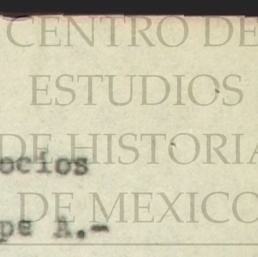 CENTRO DE
ESTUDIOS
DE HISTORIA
ocios
DE MEXICO
pe A.-